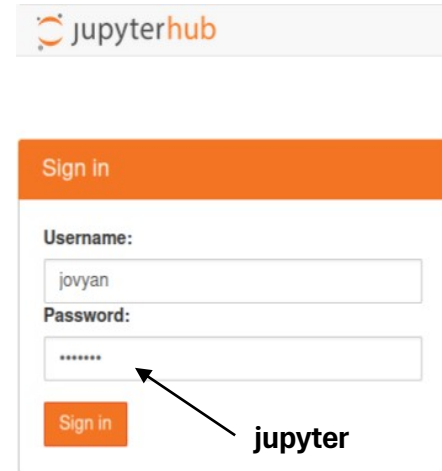 jupyterhub
Sign in
Username:
jovyan
Password:
•••••••
Sign in
jupyter